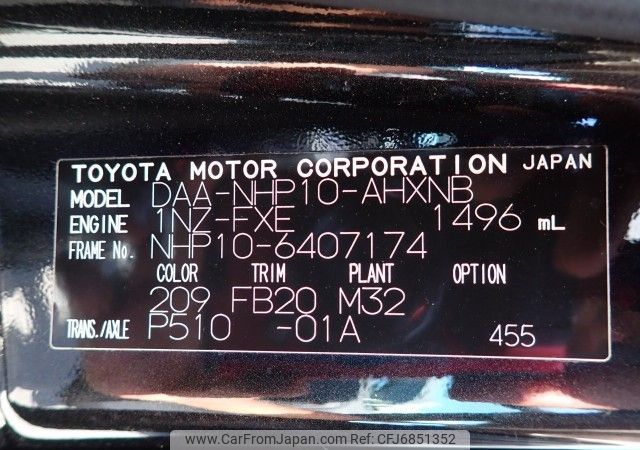 TOYOTA MOTOR CORPORATION JAPAN
MODEL DAA-NHP10-AHXNB
ENGINE 1NZ-FXE 1496 mL
FRAME No. NHP10-6407174
COLOR TRIM PLANT OPTION
209 FB20 M32
TRANS./AXLE P510 -01A 455
www.CarFromJapan.com CFJ6851352